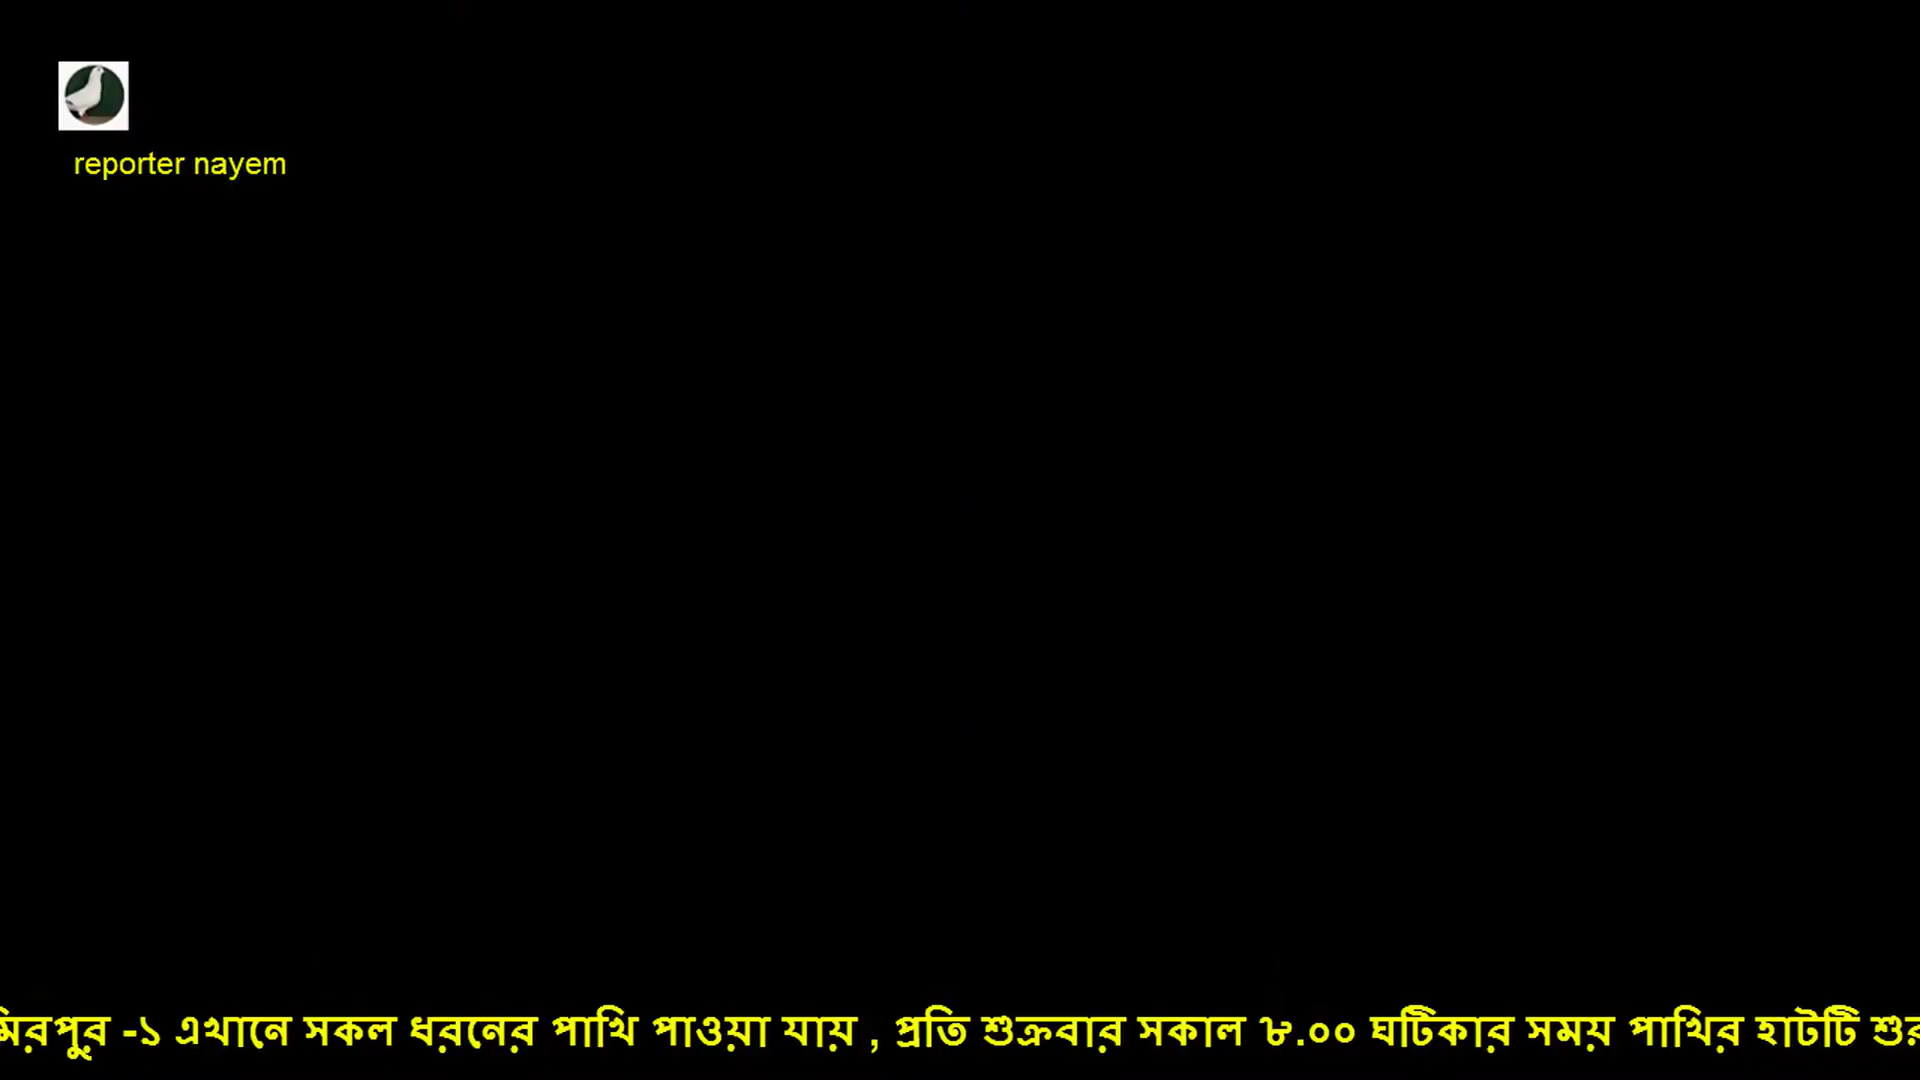 reporter nayem
মিরপুর -১ এখানে সকল ধরনের পাখি পাওয়া যায় , প্রতি শুক্রবার সকাল ৮.০০ ঘটিকার সময় পাখির হাটটি